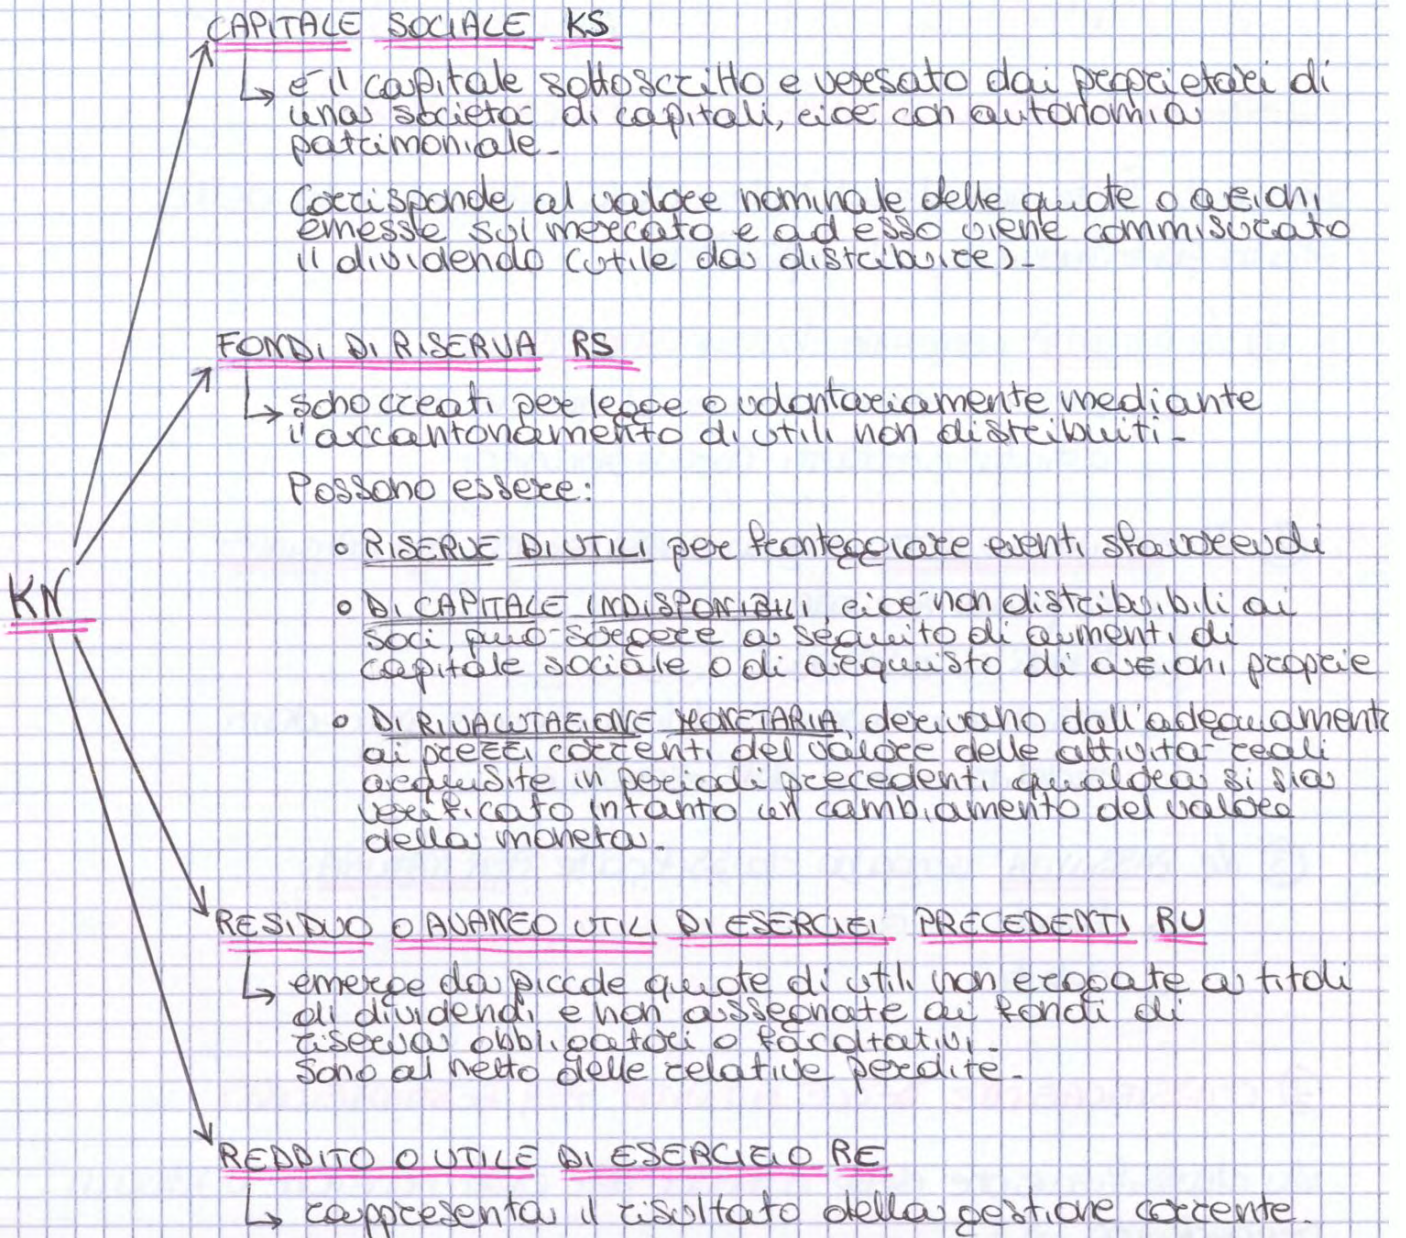 CAPITALE SOCIALE KS
↳ è il capitale sottoscritto e versato dai proprietari di
una società di capitali, cioè con autonomia
patrimoniale.
Corrisponde al valore nominale delle quote o azioni
emesse sul mercato e ad esso viene commisurato
il dividendo (utile da distribuire).
FONDI DI RISERVA RS
↳ sono creati per legge o volontariamente mediante
l'accantonamento di utili non distribuiti.
Possono essere:
• RISERVE DI UTILI per fronteggiare eventi sfavorevoli
KN
• DI CAPITALE INDISPONIBILI, cioè non distribuibili ai
soci, può sorgere a seguito di aumenti di
capitale sociale o di acquisto di azioni proprie
• DI RIVALUTAZIONE MONETARIA, derivano dall'adeguamento
ai prezzi correnti del valore delle attività reali
acquisite in periodi precedenti qualora si sia
verificato intanto un cambiamento del valore
della moneta.
RESIDUO O AVANZO UTILI DI ESERCIZI PRECEDENTI RU
↳ emerge da piccole quote di utili non erogate a titoli
di dividendi e non assegnate ai fondi di
riserva obbligatori o facoltativi.
Sono al netto delle relative perdite.
REDDITO O UTILE DI ESERCIZIO RE
↳ rappresenta il risultato della gestione corrente.